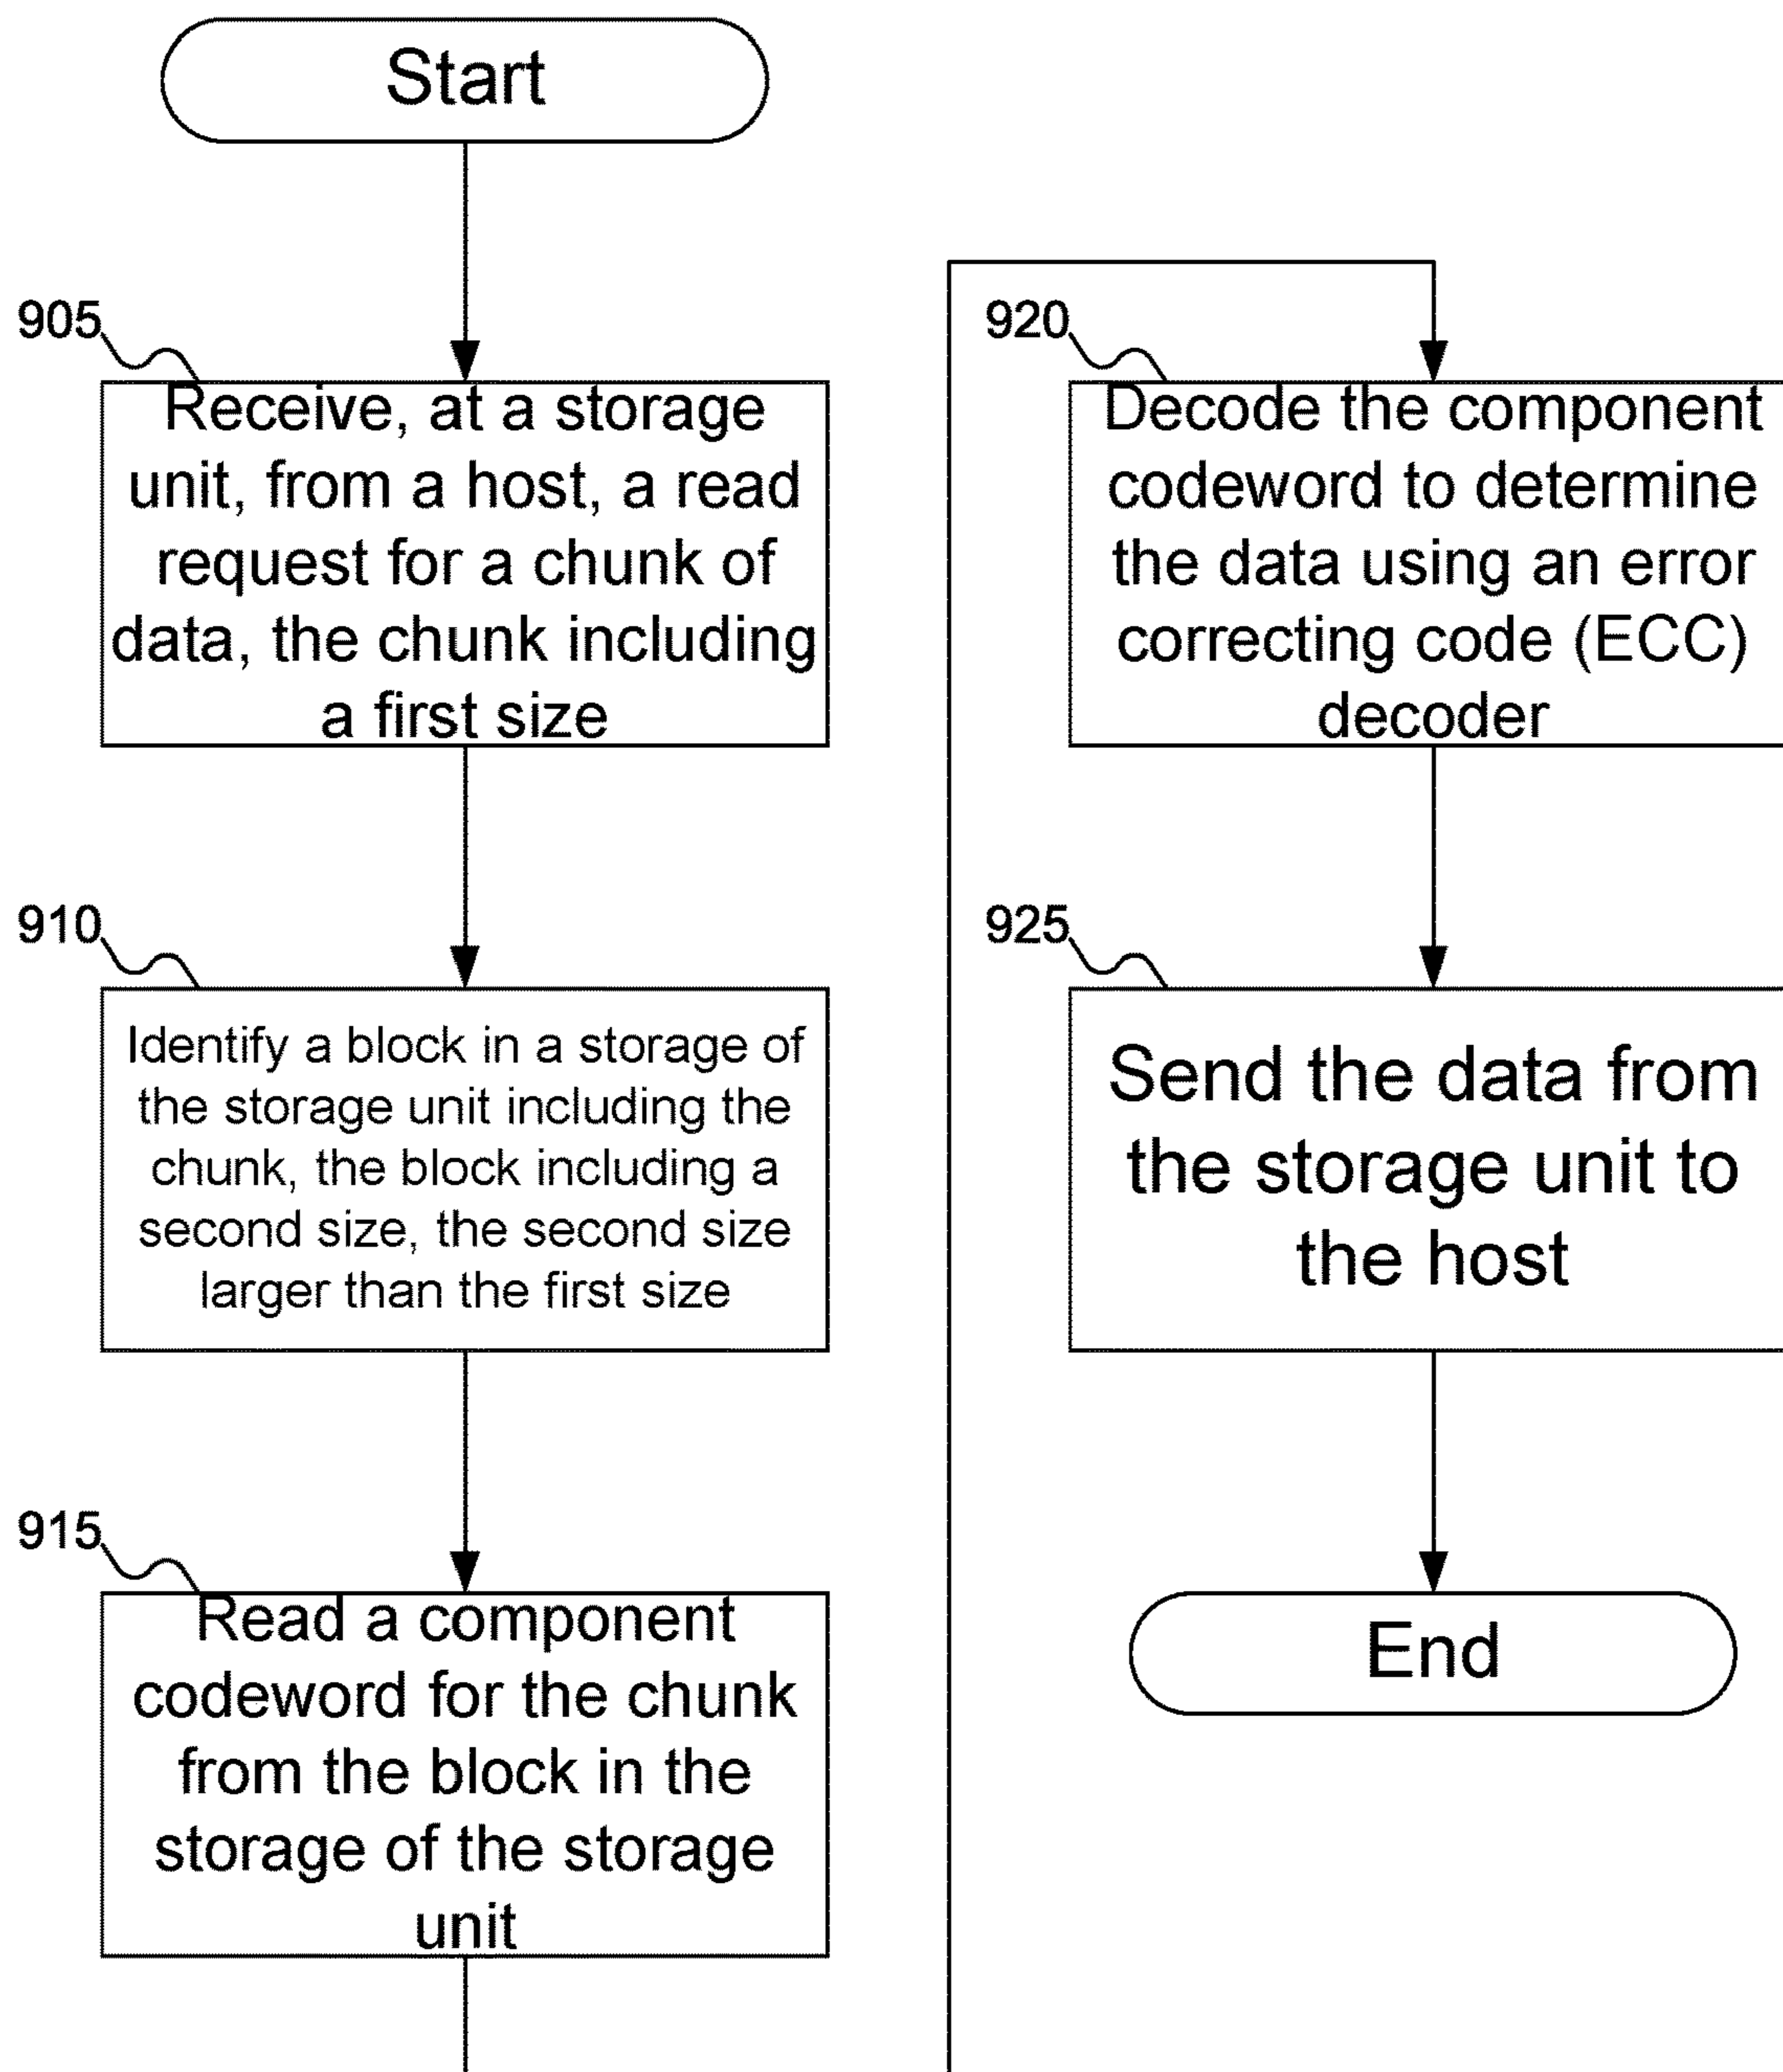 Start
905
Receive, at a storage
unit, from a host, a read
request for a chunk of
data, the chunk including
a first size
910
Identify a block in a storage of
the storage unit including the
chunk, the block including a
second size, the second size
larger than the first size
915
Read a component
codeword for the chunk
from the block in the
storage of the storage
unit
920
Decode the component
codeword to determine
the data using an error
correcting code (ECC)
decoder
925
Send the data from
the storage unit to
the host
End